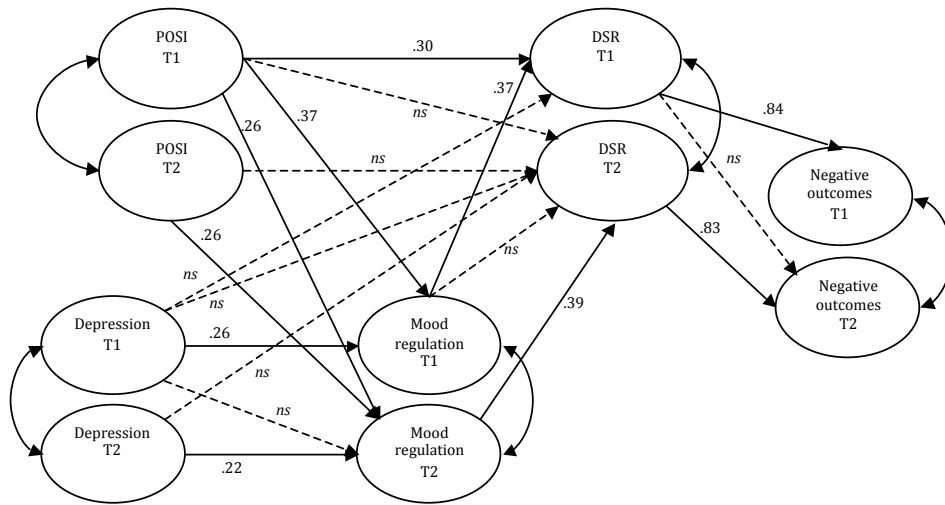 POSI
T1
DSR
T1
.30
.37
.84
ns
.26
.37
POSI
T2
DSR
T2
ns
ns
Negative
outcomes
T1
.26
.83
ns
ns
ns
.39
Negative
outcomes
T2
Depression
T1
.26
Mood
regulation
T1
ns
Depression
T2
.22
Mood
regulation
T2